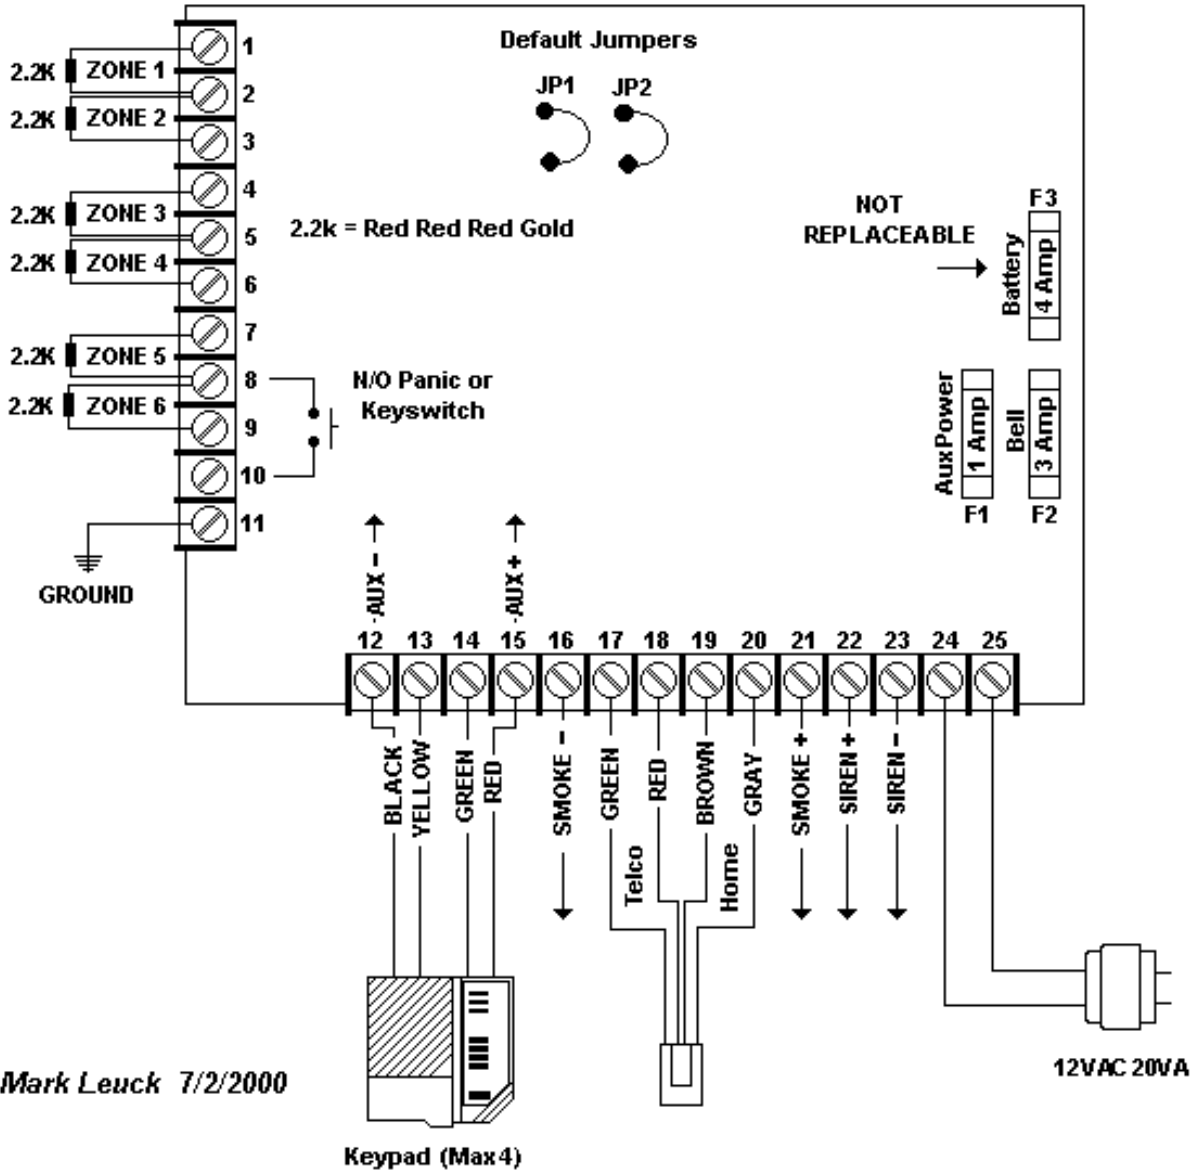 Default Jumpers
JP1 JP2
1
2.2K ZONE 1
2
2.2K ZONE 2
3
4
2.2K ZONE 3
2.2k = Red Red Red Gold
5
2.2K ZONE 4
6
7
2.2K ZONE 5
8
2.2K ZONE 6
9
10
11
N/O Panic or
Keyswitch
GROUND
NOT
REPLACEABLE
F3
Battery
4 Amp
AuxPower
1 Amp
F1
Bell
3 Amp
F2
AUX -
AUX +
12 13 14 15 16 17 18 19 20 21 22 23 24 25
BLACK
YELLOW
GREEN
RED
SMOKE -
GREEN
RED
BROWN
GRAY
SMOKE +
SIREN +
SIREN -
Telco
Home
12VAC 20VA
Mark Leuck 7/2/2000
Keypad (Max 4)